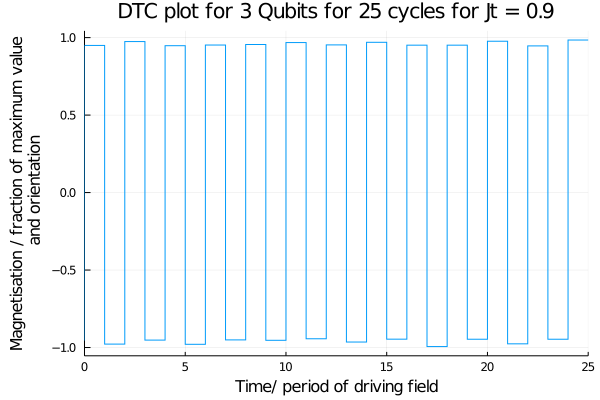 DTC plot for 3 Qubits for 25 cycles for Jt = 0.9
Magnetisation / fraction of maximum value
and orientation
1.0
0.5
0.0
−0.5
−1.0
0 5 10 15 20 25
Time/ period of driving field